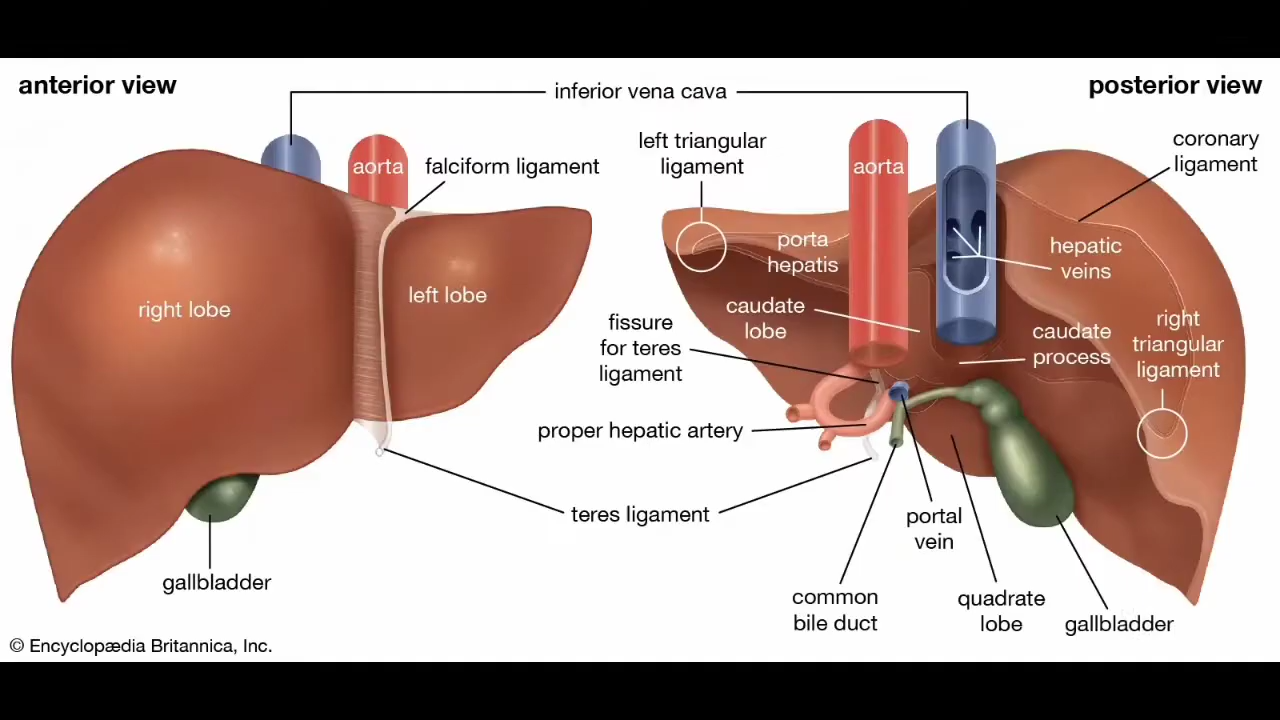 anterior view
inferior vena cava
posterior view
aorta
falciform ligament
left triangular
ligament
aorta
coronary
ligament
right lobe
left lobe
porta
hepatis
hepatic
veins
caudate
lobe
fissure
for teres
ligament
caudate
process
right
triangular
ligament
proper hepatic artery
teres ligament
portal
vein
gallbladder
common
bile duct
quadrate
lobe
gallbladder
© Encyclopædia Britannica, Inc.